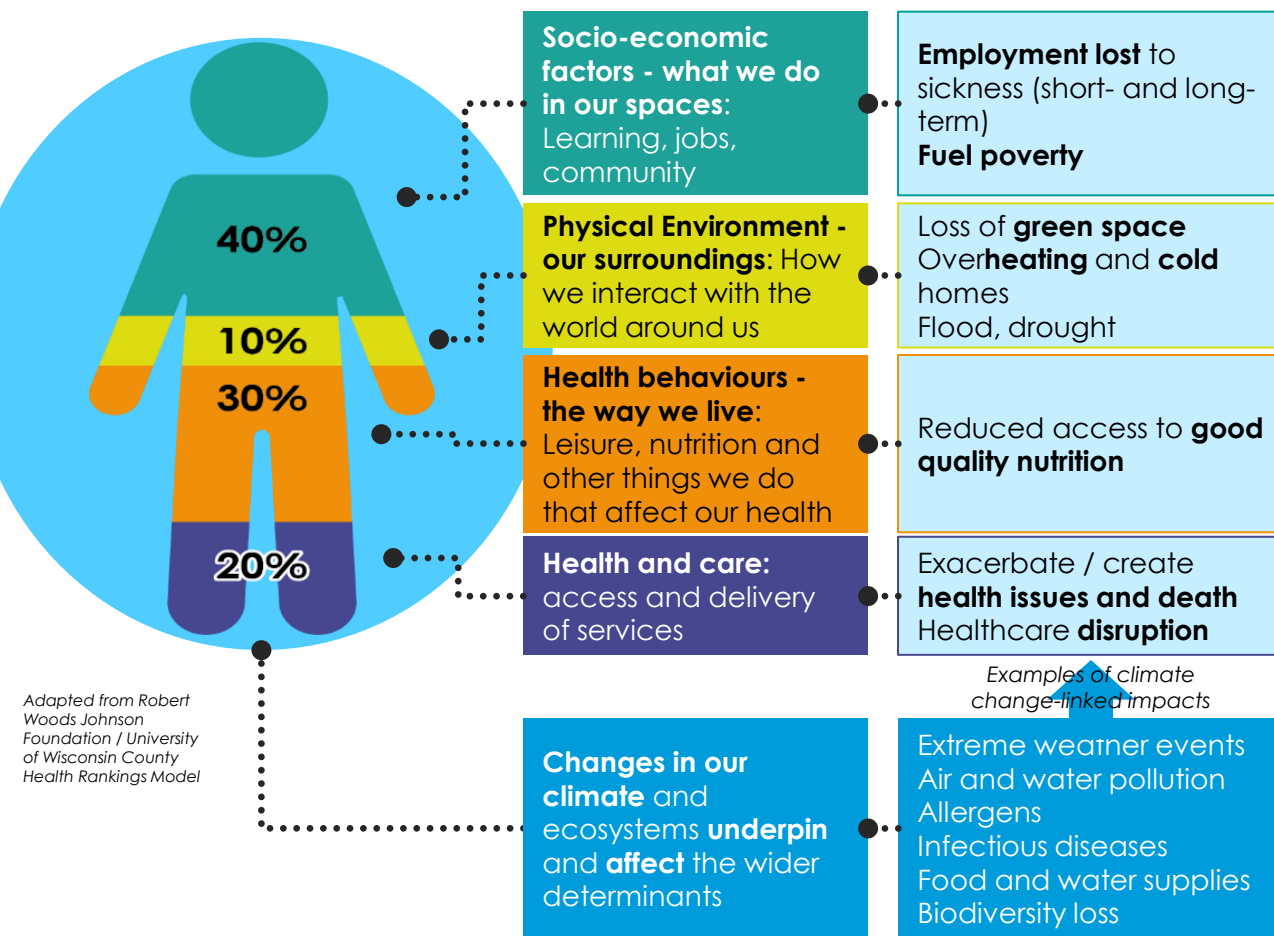 40%
10%
30%
20%
Adapted from Robert
Woods Johnson
Foundation / University
of Wisconsin County
Health Rankings Model
Socio-economic
factors - what we do
in our spaces:
Learning, jobs,
community
Employment lost to
sickness (short- and long-
term)
Fuel poverty
Physical Environment -
our surroundings: How
we interact with the
world around us
Loss of green space
Overheating and cold
homes
Flood, drought
Health behaviours -
the way we live:
Leisure, nutrition and
other things we do
that affect our health
Reduced access to good
quality nutrition
Health and care:
access and delivery
of services
Exacerbate / create
health issues and death
Healthcare disruption
Examples of climate
change-linked impacts
Changes in our
climate and
ecosystems underpin
and affect the wider
determinants
Extreme weather events
Air and water pollution
Allergens
Infectious diseases
Food and water supplies
Biodiversity loss